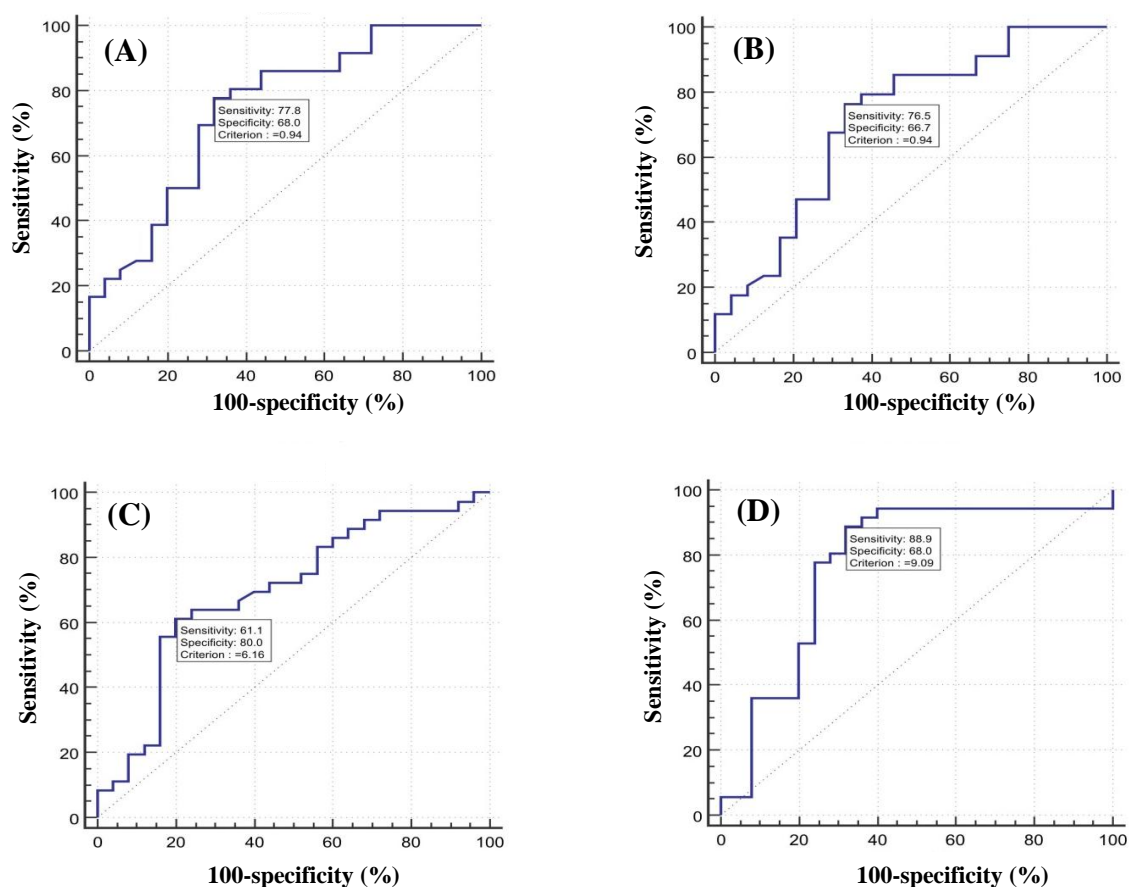 (A)
100
80
60
40
20
0
Sensitivity (%)
Sensitivity: 77.8
Specificity: 68.0
Criterion : =0.94
0 20 40 60 80 100
100-specificity (%)
(B)
100
80
60
40
20
0
Sensitivity (%)
Sensitivity: 76.5
Specificity: 66.7
Criterion : =0.94
0 20 40 60 80 100
100-specificity (%)
(C)
100
80
60
40
20
0
Sensitivity (%)
Sensitivity: 61.1
Specificity: 80.0
Criterion : =6.16
0 20 40 60 80 100
100-specificity (%)
(D)
100
80
60
40
20
0
Sensitivity (%)
Sensitivity: 88.9
Specificity: 68.0
Criterion : =9.09
0 20 40 60 80 100
100-specificity (%)